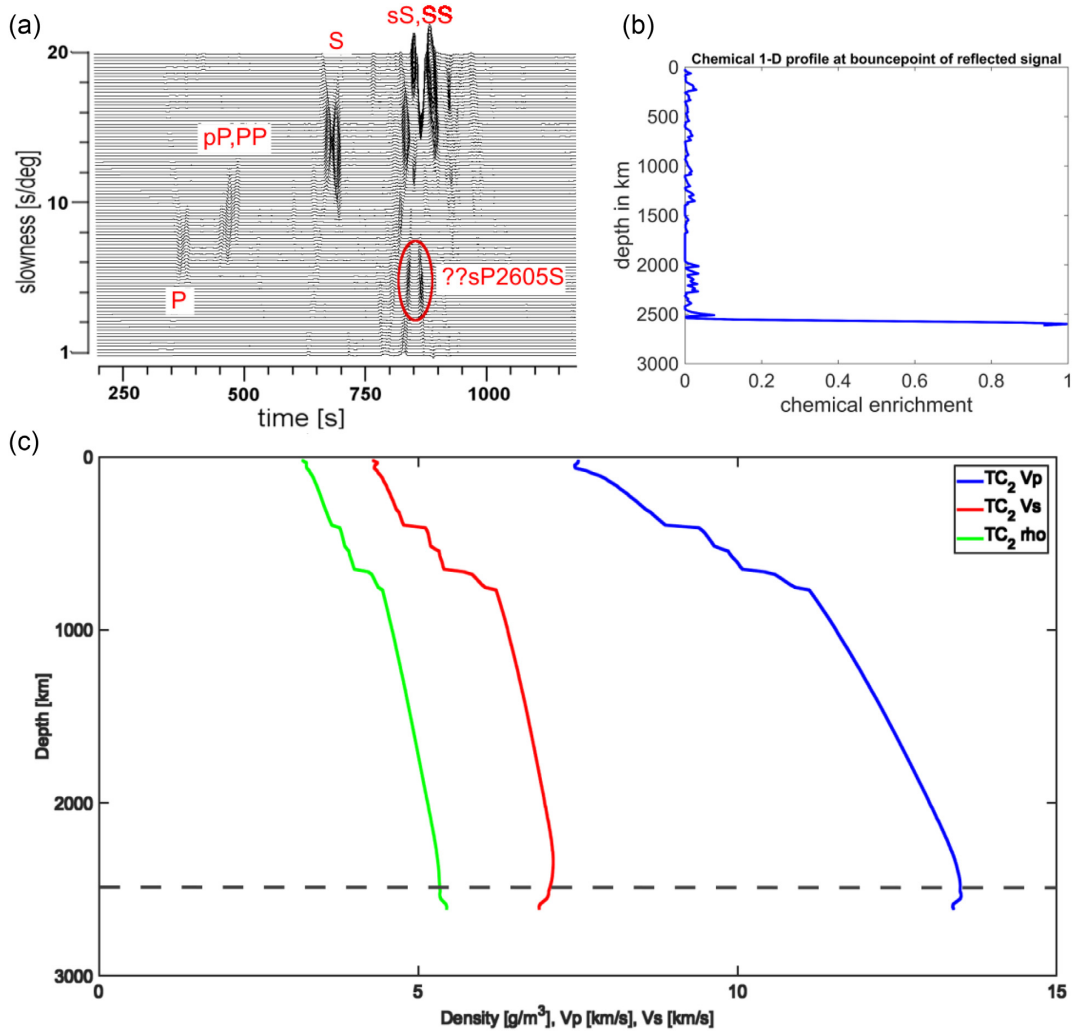 (a)
sS,SS
S
pP,PP
P
??sP2605S
20
10
1
slowness [s/deg]
250 500 750 1000
time [s]
(b)
Chemical 1-D profile at bouncepoint of reflected signal
0
500
1000
1500
2000
2500
3000
depth in km
0 0.2 0.4 0.6 0.8 1
chemical enrichment
(c)
0
1000
2000
3000
Depth [km]
TC2 Vp
TC2 Vs
TC2 rho
0 5 10 15
Density [g/m3], Vp [km/s], Vs [km/s]